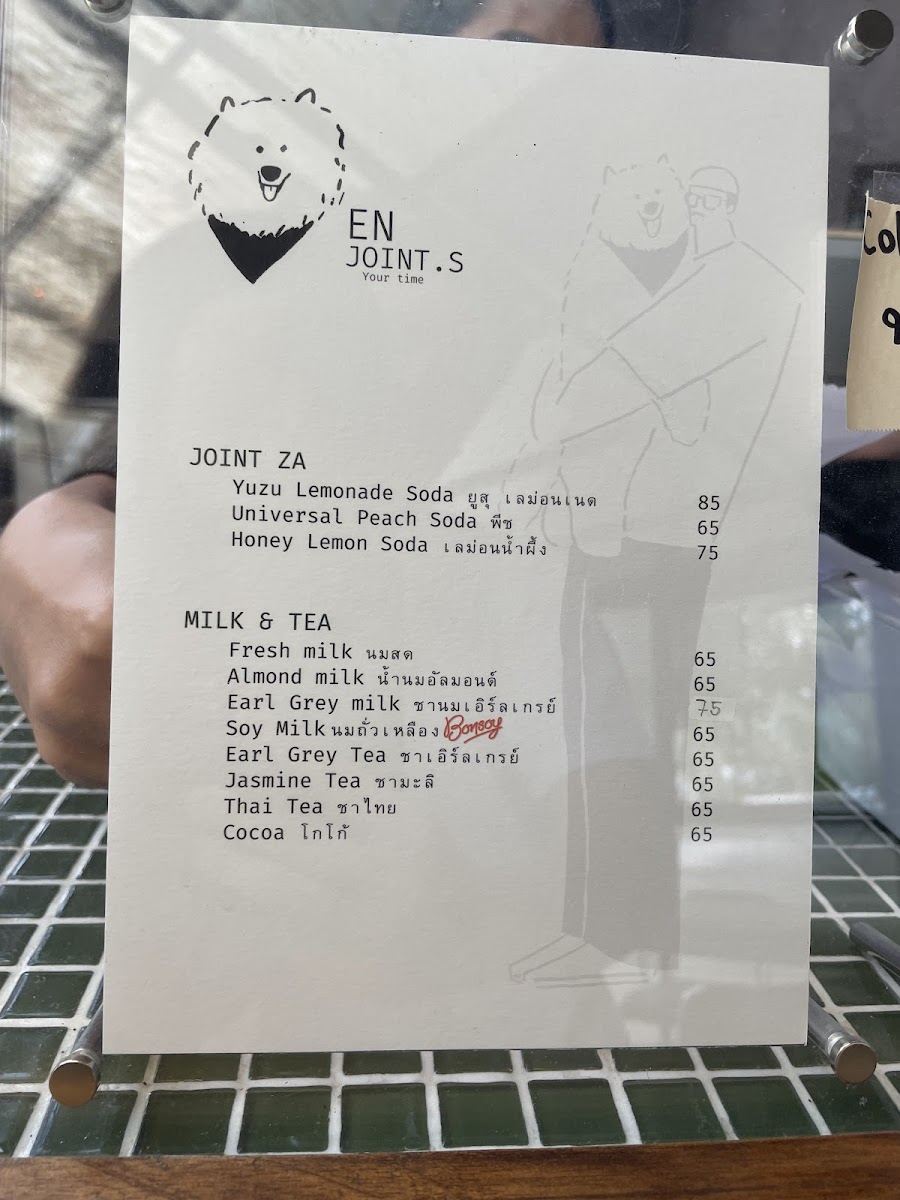 EN
JOINT.S
Your time
JOINT ZA
Yuzu Lemonade Soda ยูสุ เลม่อนเนด 85
Universal Peach Soda พีช 65
Honey Lemon Soda เลม่อนน้ำผึ้ง 75
MILK & TEA
Fresh milk นมสด 65
Almond milk น้ำนมอัลมอนด์ 65
Earl Grey milk ชานมเอิร์ลเกรย์ 75
Soy Milk นมถั่วเหลือง Bonsoy 65
Earl Grey Tea ชาเอิร์ลเกรย์ 65
Jasmine Tea ชามะลิ 65
Thai Tea ชาไทย 65
Cocoa โกโก้ 65